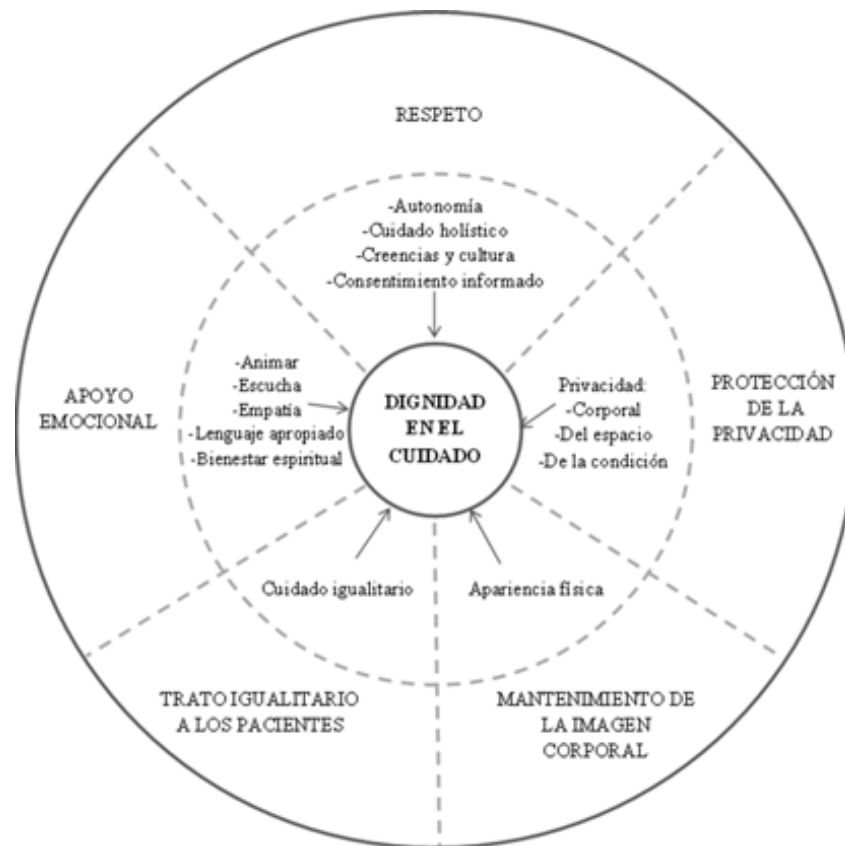 RESPETO
-Autonomía
-Cuidado holístico
-Creencias y cultura
-Consentimiento informado
APOYO
EMOCIONAL
-Animar
-Escucha
-Empatía
-Lenguaje apropiado
-Bienestar espiritual
DIGNIDAD
EN EL
CUIDADO
Privacidad:
-Corporal
-Del espacio
-De la condición
PROTECCIÓN
DE LA
PRIVACIDAD
Cuidado igualitario
Apariencia física
TRATO IGUALITARIO
A LOS PACIENTES
MANTENIMIENTO DE
LA IMAGEN
CORPORAL